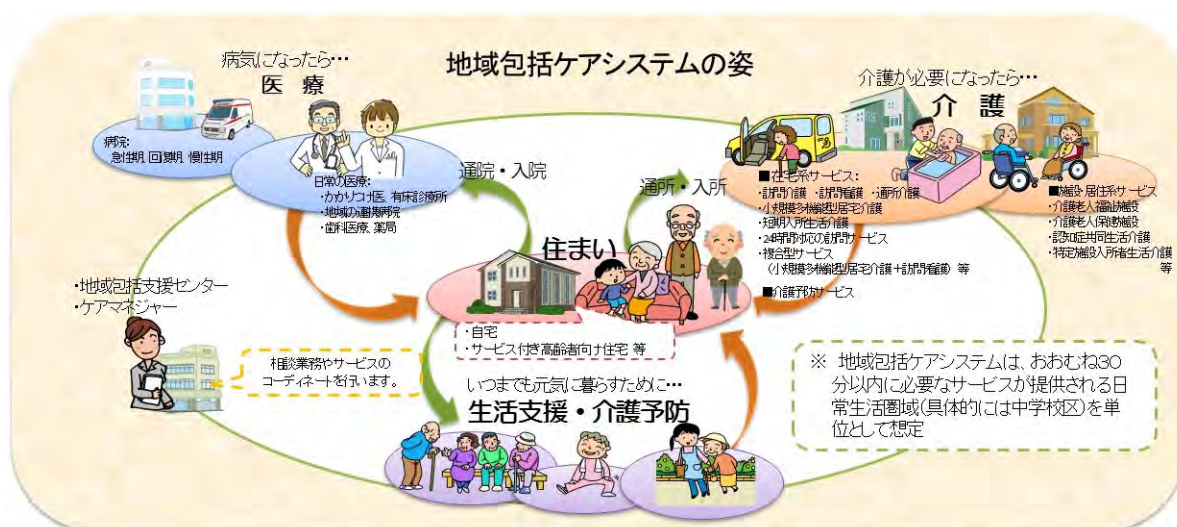 地域包括ケアシステムの姿
病気になったら…
医 療
病院:
急性期、回復期、慢性期
日常の医療:
・かかりつけ医、有床診療所
・地域の連携病院
・歯科医療、薬局
通院・入院
通所・入所
介護が必要になったら…
介 護
■在宅系サービス:
・訪問介護 ・訪問看護 ・通所介護
・小規模多機能型居宅介護
・短期入所生活介護
・24時間対応の訪問サービス
・複合型サービス
(小規模多機能型居宅介護+訪問看護) 等
■介護予防サービス
■施設・居住系サービス
・介護老人福祉施設
・介護老人保健施設
・認知症共同生活介護
・特定施設入所者生活介護
等
住まい
・自宅
・サービス付き高齢者向け住宅 等
・地域包括支援センター
・ケアマネジャー
相談業務やサービスの
コーディネートを行います。
いつまでも元気に暮らすために…
生活支援・介護予防
※ 地域包括ケアシステムは、おおむね30
分以内に必要なサービスが提供される日
常生活圏域(具体的には中学校区)を単
位として想定